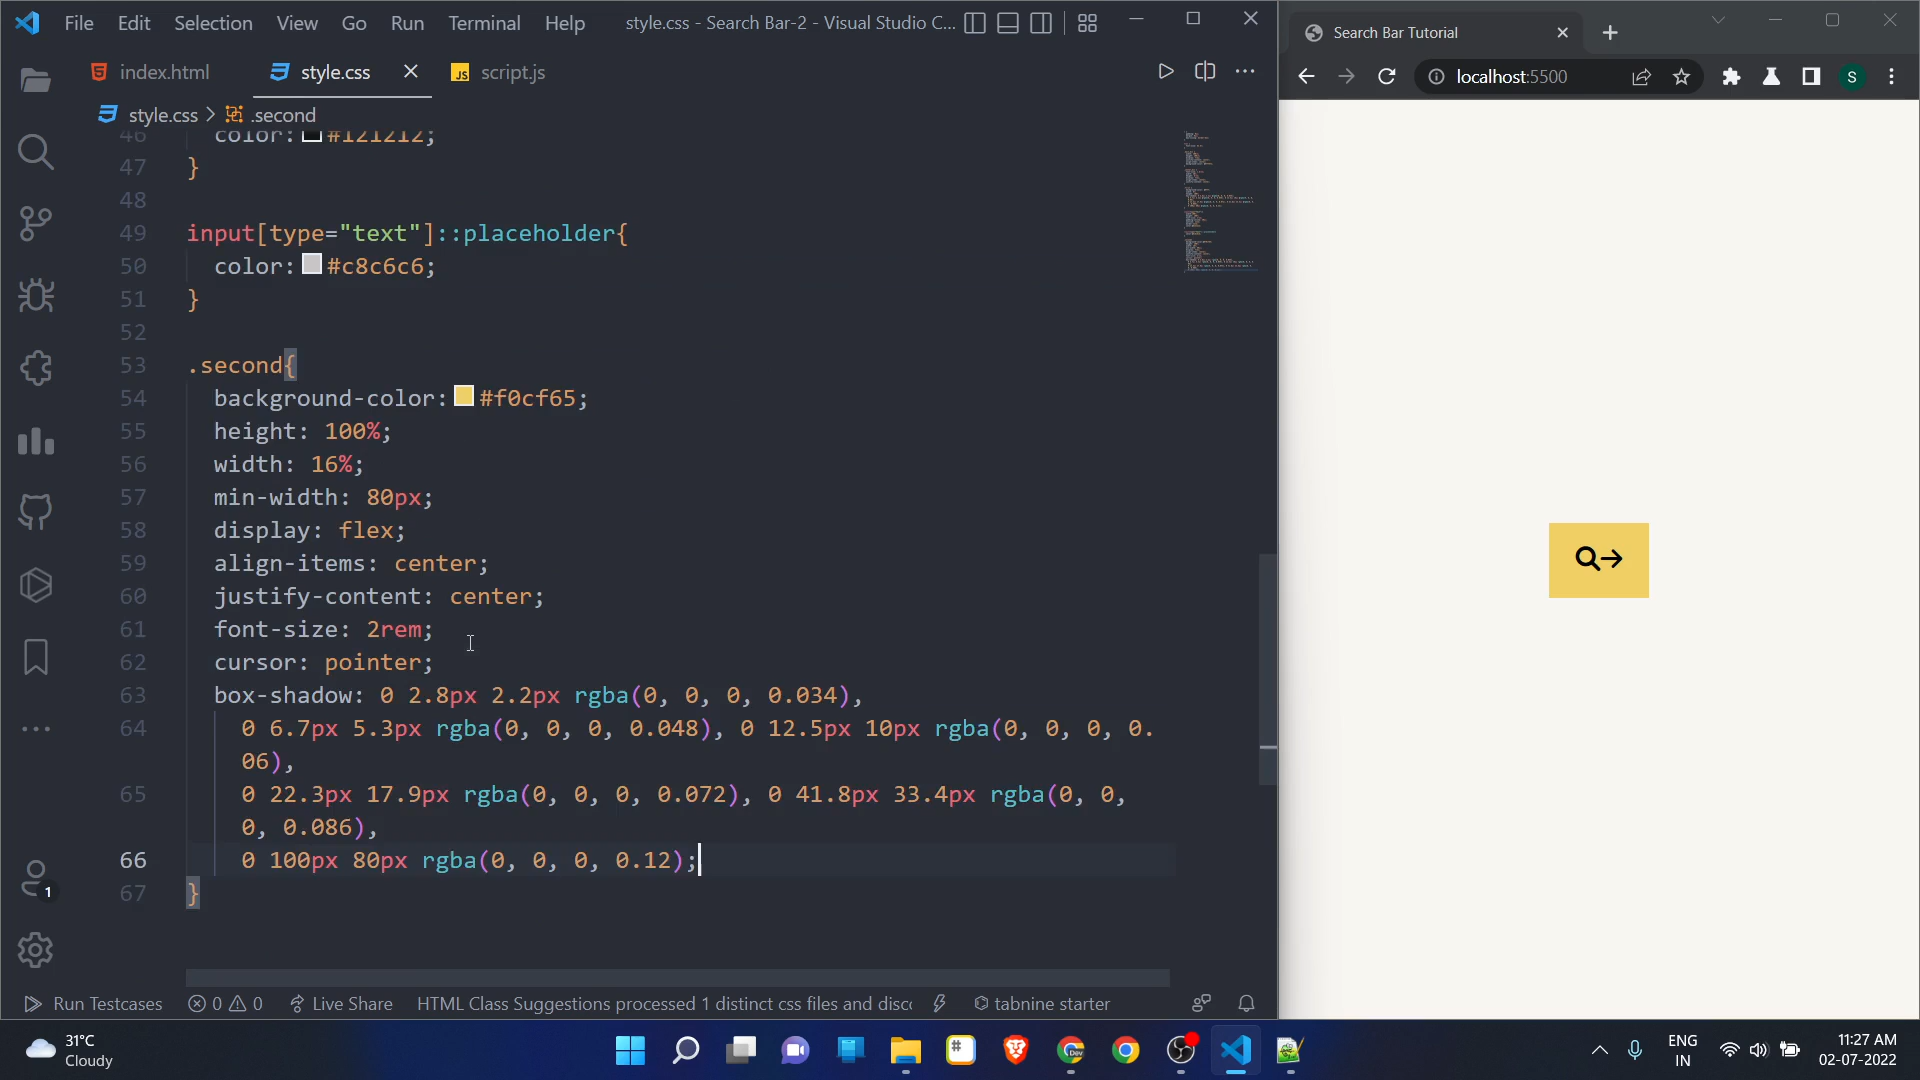 File Edit Selection View Go Run Terminal Help style.css - Search Bar-2 - Visual Studio C...
index.html style.css script.js
style.css > .second
46 color: #121212;
47 }
48
49 input[type="text"]::placeholder{
50 color: #c8c6c6;
51 }
52
53 .second{
54 background-color: #f0cf65;
55 height: 100%;
56 width: 16%;
57 min-width: 80px;
58 display: flex;
59 align-items: center;
60 justify-content: center;
61 font-size: 2rem;
62 cursor: pointer;
63 box-shadow: 0 2.8px 2.2px rgba(0, 0, 0, 0.034),
64 0 6.7px 5.3px rgba(0, 0, 0, 0.048), 0 12.5px 10px rgba(0, 0, 0, 0.
06),
65 0 22.3px 17.9px rgba(0, 0, 0, 0.072), 0 41.8px 33.4px rgba(0, 0,
0, 0.086),
66 0 100px 80px rgba(0, 0, 0, 0.12);
67 }
1
Run Testcases 0 0 Live Share HTML Class Suggestions processed 1 distinct css files and disc tabnine starter
Search Bar Tutorial
localhost:5500
S
31°C
Cloudy
Dev
ENG
IN
11:27 AM
02-07-2022